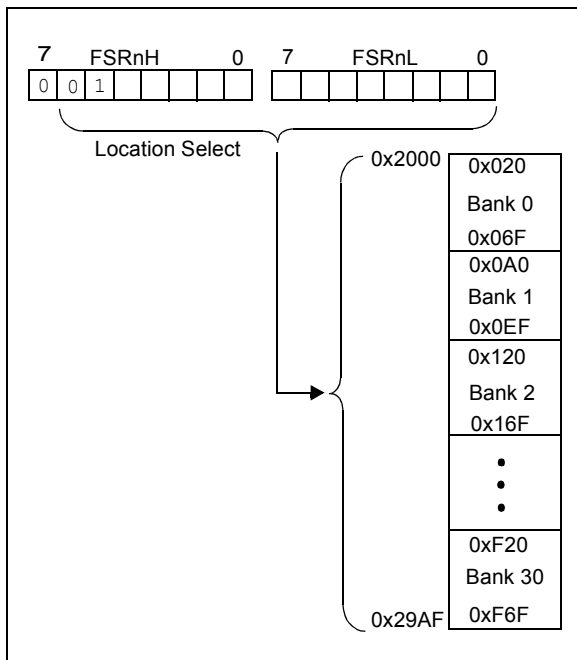 7 FSRnH 0 7 FSRnL 0
0 0 1
Location Select
0x2000 0x020
Bank 0
0x06F
0x0A0
Bank 1
0x0EF
0x120
Bank 2
0x16F
0xF20
Bank 30
0x29AF 0xF6F